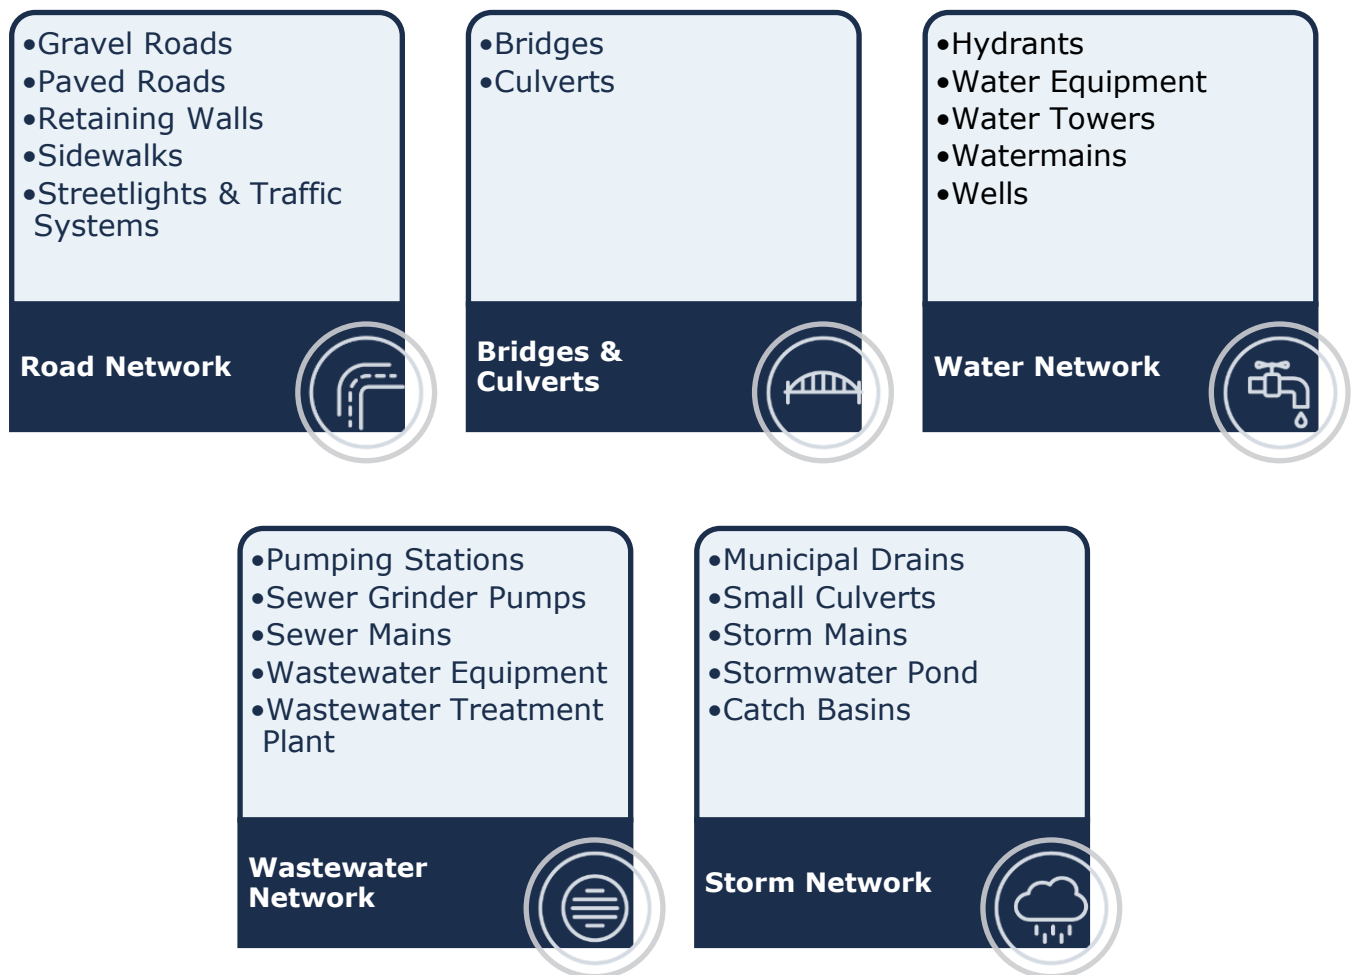 •Gravel Roads
•Paved Roads
•Retaining Walls
•Sidewalks
•Streetlights & Traffic
Systems
Road Network
•Bridges
•Culverts
Bridges &
Culverts
•Hydrants
•Water Equipment
•Water Towers
•Watermains
•Wells
Water Network
•Pumping Stations
•Sewer Grinder Pumps
•Sewer Mains
•Wastewater Equipment
•Wastewater Treatment
Plant
Wastewater
Network
•Municipal Drains
•Small Culverts
•Storm Mains
•Stormwater Pond
•Catch Basins
Storm Network